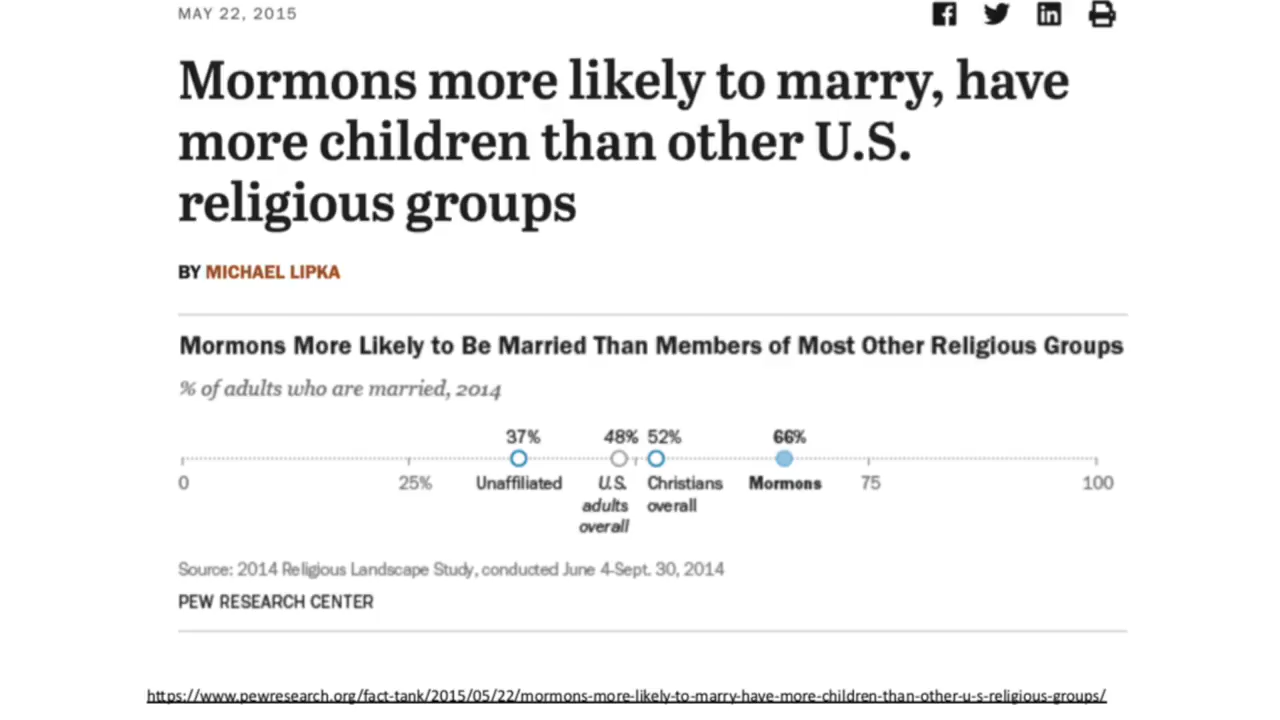 MAY 22, 2015
Mormons more likely to marry, have
more children than other U.S.
religious groups
BY MICHAEL LIPKA
Mormons More Likely to Be Married Than Members of Most Other Religious Groups
% of adults who are married, 2014
37% 48% 52% 66%
0 25% Unaffiliated U.S. Christians Mormons 75 100
adults overall
overall
Source: 2014 Religious Landscape Study, conducted June 4-Sept. 30, 2014
PEW RESEARCH CENTER
https://www.pewresearch.org/fact-tank/2015/05/22/mormons-more-likely-to-marry-have-more-children-than-other-u-s-religious-groups/